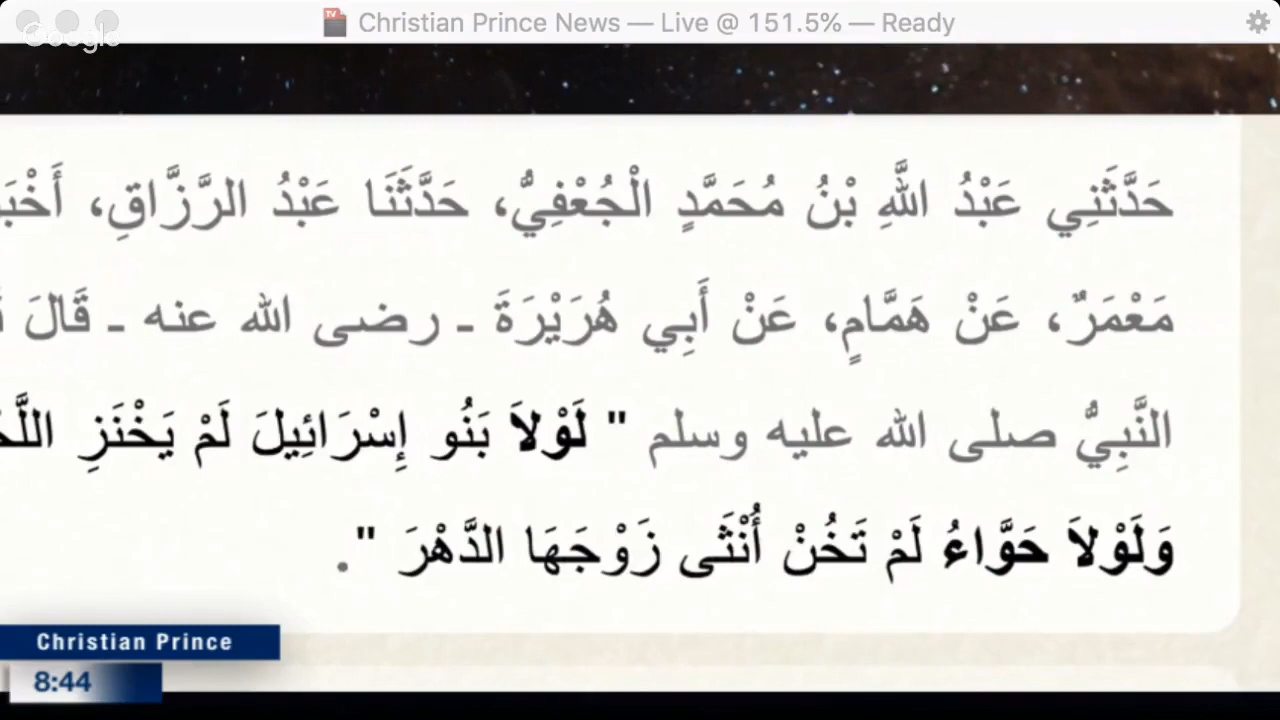 Christian Prince News — Live @ 151.5% — Ready
Google
حَدَّثَنِي عَبْدُ اللَّهِ بْنُ مُحَمَّدٍ الْجُعْفِيُّ، حَدَّثَنَا عَبْدُ الرَّزَّاقِ،
مَعْمَرٌ، عَنْ هَمَّامٍ، عَنْ أَبِي هُرَيْرَةَ ـ رضى الله عنه ـ قَالَ
النَّبِيُّ صلى الله عليه وسلم " لَوْلاَ بَنُو إِسْرَائِيلَ لَمْ يَخْنَزِ
وَلَوْلاَ حَوَّاءُ لَمْ تَخُنْ أُنْثَى زَوْجَهَا الدَّهْرَ ".
Christian Prince
8:44